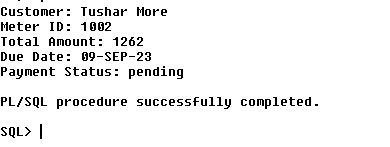 Customer: Tushar More
Meter ID: 1002
Total Amount: 1262
Due Date: 09-SEP-23
Payment Status: pending
PL/SQL procedure successfully completed.
SQL>